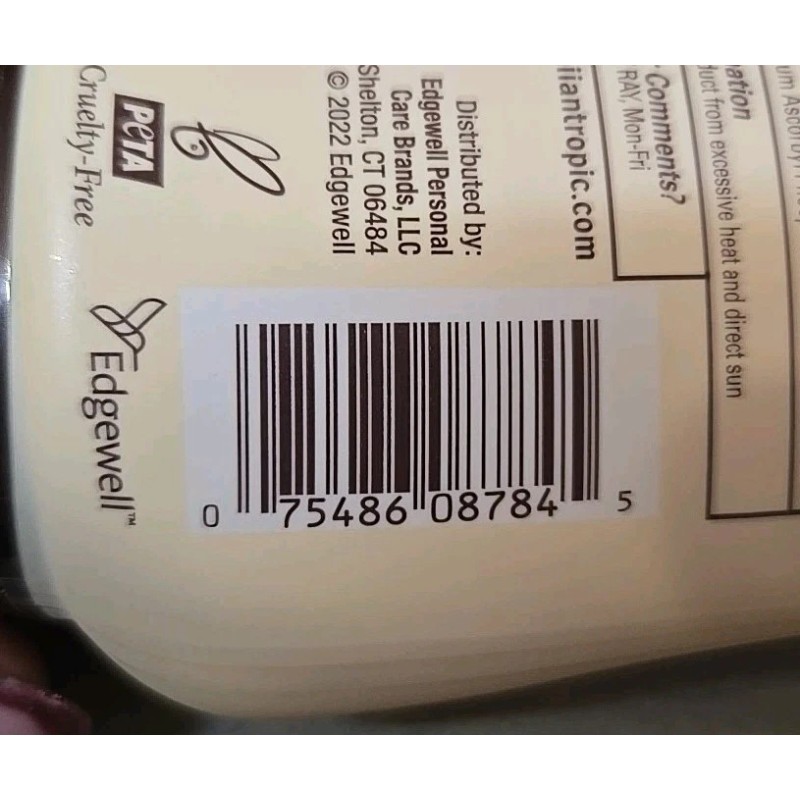 ation
duct from excessive heat and direct sun
Comments?
RAY, Mon-Fri
iiantropic.com
Distributed by:
Edgewell Personal
Care Brands, LLC
Shelton, CT 06484
© 2022 Edgewell
PETA
Cruelty-Free
Edgewell™
0 75486 08784 5